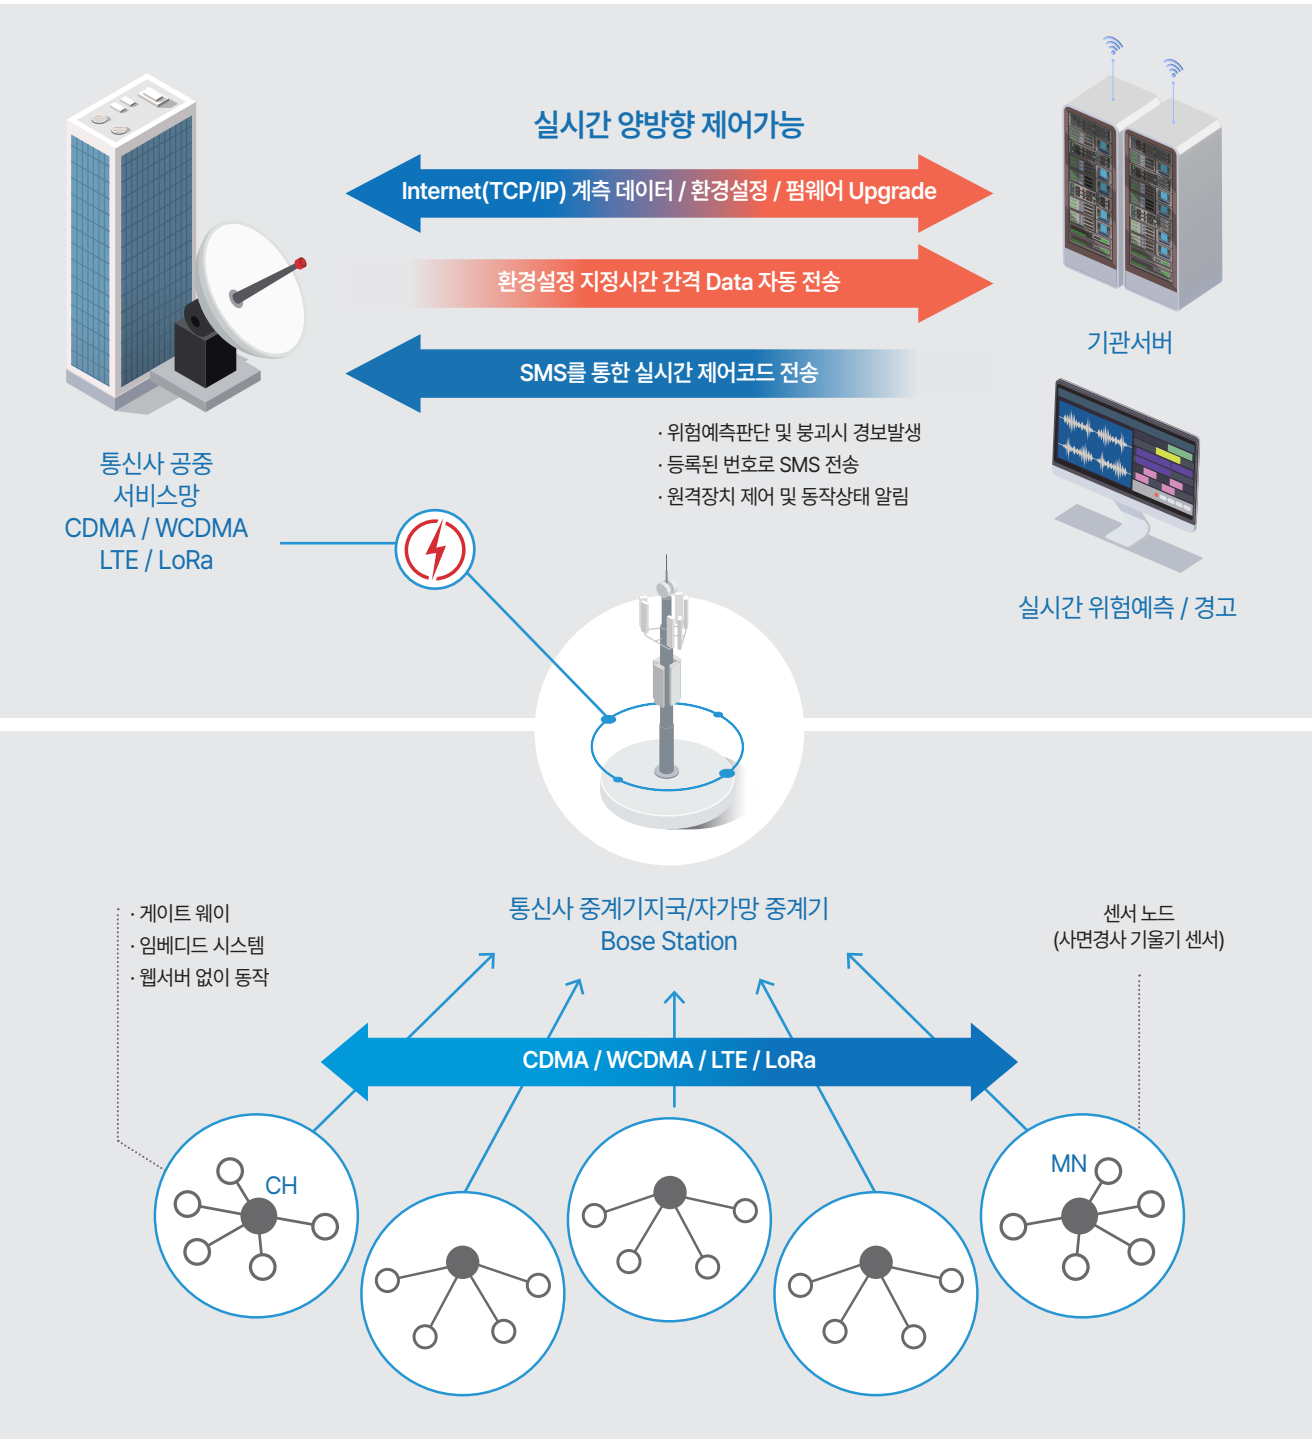 실시간 양방향 제어가능
Internet(TCP/IP) 계측 데이터 / 환경설정 / 펌웨어 Upgrade
환경설정 지정시간 간격 Data 자동 전송
기관서버
SMS를 통한 실시간 제어코드 전송
· 위험예측판단 및 붕괴시 경보발생
· 등록된 번호로 SMS 전송
· 원격장치 제어 및 동작상태 알림
통신사 공중
서비스망
CDMA / WCDMA
LTE / LoRa
실시간 위험예측 / 경고
통신사 중계기지국/자가망 중계기
Bose Station
· 게이트 웨이
· 임베디드 시스템
· 웹서버 없이 동작
센서 노드
(사면경사 기울기 센서)
CDMA / WCDMA / LTE / LoRa
CH
MN